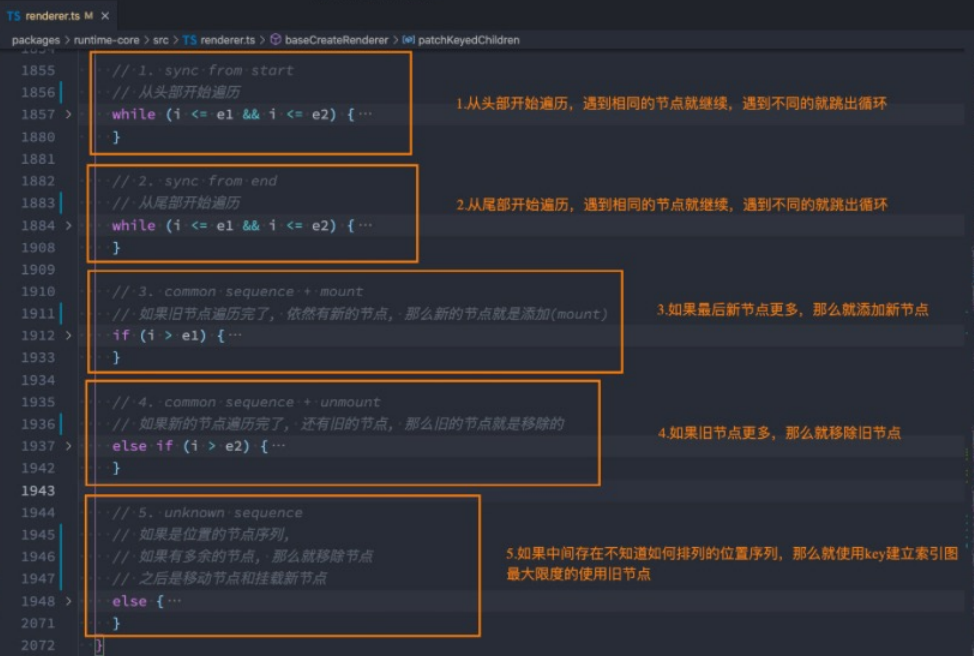 TS renderer.ts M ×
packages > runtime-core > src > TS renderer.ts > baseCreateRenderer > patchKeyedChildren
1854
1855 // 1. sync from start
1856 // 从头部开始遍历
1857 > while (i <= e1 && i <= e2) { ⋯
1880 }
1.从头部开始遍历，遇到相同的节点就继续，遇到不同的就跳出循环
1881
1882 // 2. sync from end
1883 // 从尾部开始遍历
1884 > while (i <= e1 && i <= e2) { ⋯
1908 }
2.从尾部开始遍历，遇到相同的节点就继续，遇到不同的就跳出循环
1909
1910 // 3. common sequence + mount
1911 // 如果旧节点遍历完了, 依然有新的节点, 那么新的节点就是添加(mount)
1912 > if (i > e1) { ⋯
1933 }
3.如果最后新节点更多，那么就添加新节点
1934
1935 // 4. common sequence + unmount
1936 // 如果新的节点遍历完了, 还有旧的节点, 那么旧的节点就是移除的
1937 > else if (i > e2) { ⋯
1942 }
4.如果旧节点更多，那么就移除旧节点
1943
1944 // 5. unknown sequence
1945 // 如果是位置的节点序列,
1946 // 如果有多余的节点, 那么就移除节点
1947 // 之后是移动节点和挂载新节点
1948 > else { ⋯
2071 }
2072 }
5.如果中间存在不知道如何排列的位置序列，那么就使用key建立索引图
最大限度的使用旧节点